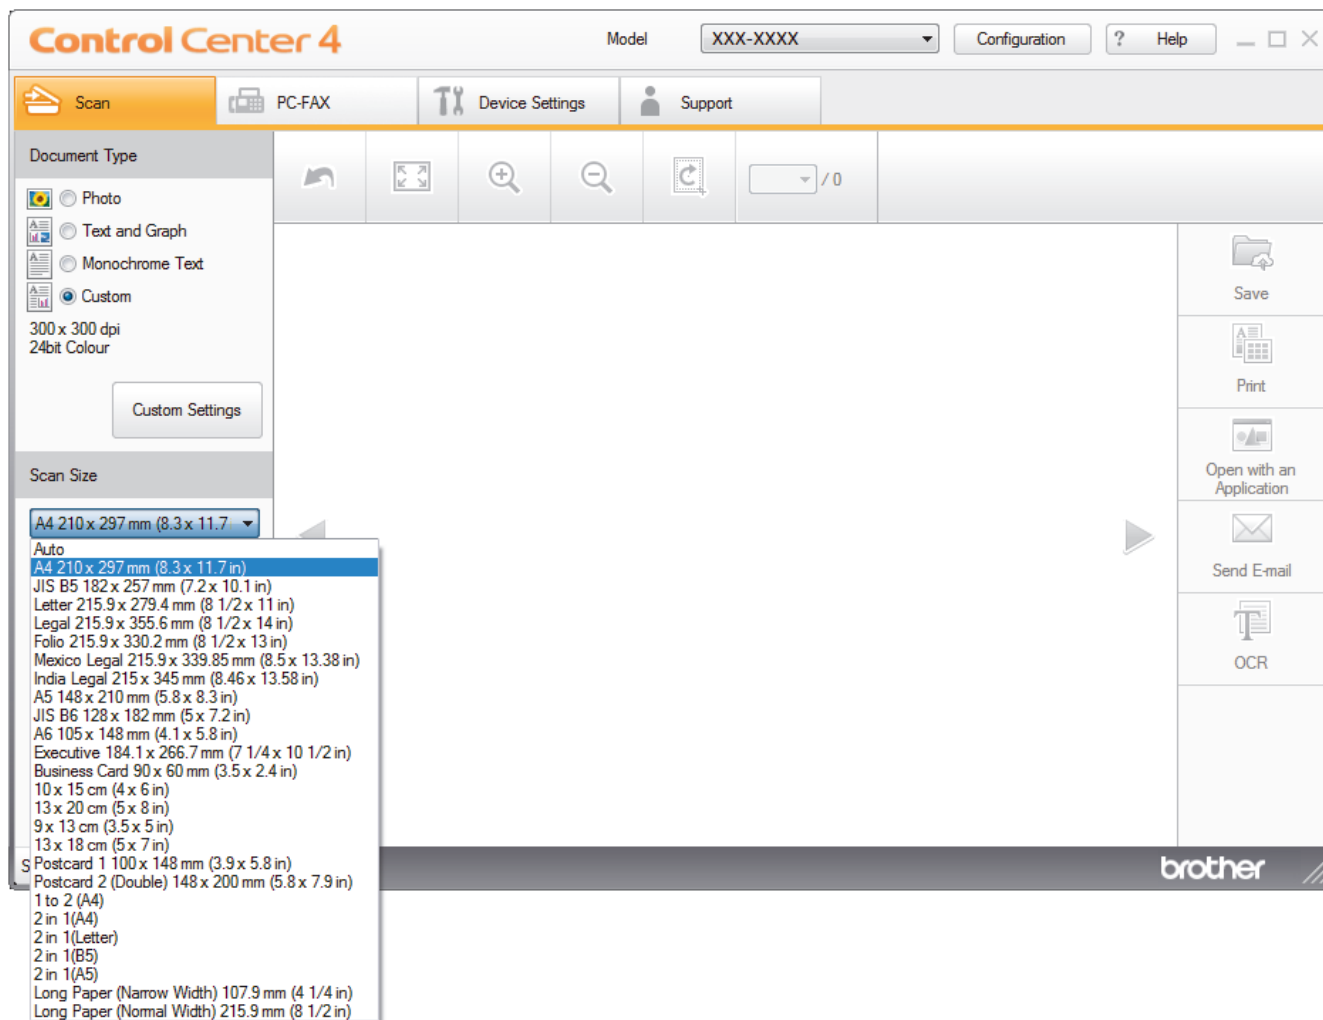 Control Center 4
Model XXX-XXXX Configuration ? Help
Scan PC-FAX Device Settings Support
Document Type
Photo
Text and Graph
Monochrome Text
Custom
300 x 300 dpi
24bit Colour
Custom Settings
Scan Size
A4 210 x 297 mm (8.3 x 11.7
Auto
A4 210 x 297 mm (8.3 x 11.7 in)
JIS B5 182 x 257 mm (7.2 x 10.1 in)
Letter 215.9 x 279.4 mm (8 1/2 x 11 in)
Legal 215.9 x 355.6 mm (8 1/2 x 14 in)
Folio 215.9 x 330.2 mm (8 1/2 x 13 in)
Mexico Legal 215.9 x 339.85 mm (8.5 x 13.38 in)
India Legal 215 x 345 mm (8.46 x 13.58 in)
A5 148 x 210 mm (5.8 x 8.3 in)
JIS B6 128 x 182 mm (5 x 7.2 in)
A6 105 x 148 mm (4.1 x 5.8 in)
Executive 184.1 x 266.7 mm (7 1/4 x 10 1/2 in)
Business Card 90 x 60 mm (3.5 x 2.4 in)
10 x 15 cm (4 x 6 in)
13 x 20 cm (5 x 8 in)
9 x 13 cm (3.5 x 5 in)
13 x 18 cm (5 x 7 in)
Postcard 1 100 x 148 mm (3.9 x 5.8 in)
Postcard 2 (Double) 148 x 200 mm (5.8 x 7.9 in)
1 to 2 (A4)
2 in 1(A4)
2 in 1(Letter)
2 in 1(B5)
2 in 1(A5)
Long Paper (Narrow Width) 107.9 mm (4 1/4 in)
Long Paper (Normal Width) 215.9 mm (8 1/2 in)
/ 0
Save
Print
Open with an
Application
Send E-mail
OCR
S
brother